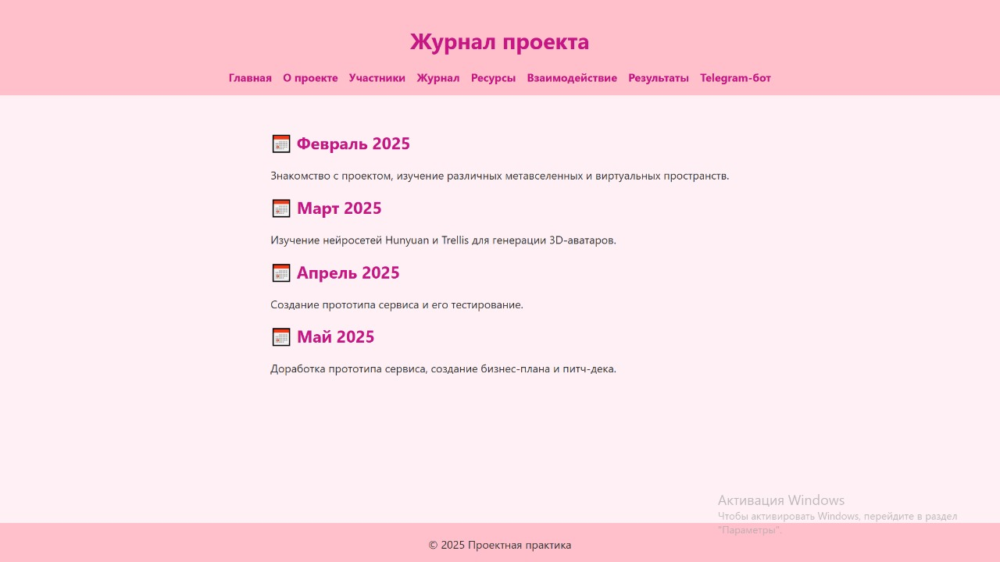 Журнал проекта
Главная О проекте Участники Журнал Ресурсы Взаимодействие Результаты Telegram-бот
Февраль 2025
Знакомство с проектом, изучение различных метавселенных и виртуальных пространств.
Март 2025
Изучение нейросетей Hunyuan и Trellis для генерации 3D-аватаров.
Апрель 2025
Создание прототипа сервиса и его тестирование.
Май 2025
Доработка прототипа сервиса, создание бизнес-плана и питч-дека.
Активация Windows
Чтобы активировать Windows, перейдите в раздел
"Параметры".
© 2025 Проектная практика